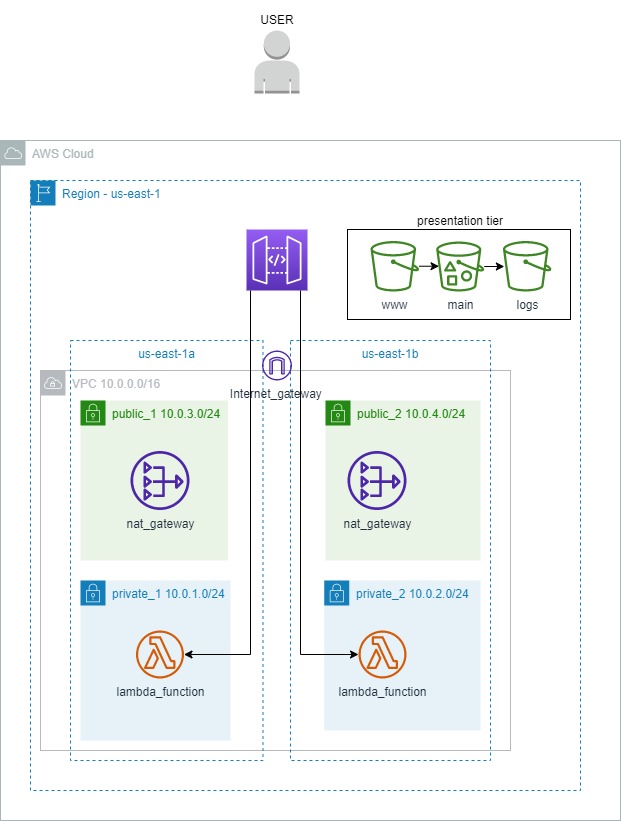 USER
AWS Cloud
Region - us-east-1
presentation tier
www
main
logs
us-east-1a
us-east-1b
VPC 10.0.0.0/16
Internet_gateway
public_1 10.0.3.0/24
public_2 10.0.4.0/24
nat_gateway
nat_gateway
private_1 10.0.1.0/24
private_2 10.0.2.0/24
lambda_function
lambda_function